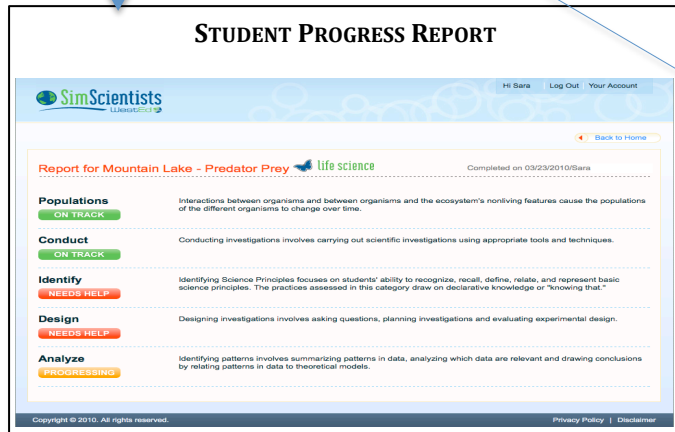 STUDENT PROGRESS REPORT
Hi Sara Log Out Your Account
SimScientists
WestEd
Back to Home
Report for Mountain Lake - Predator Prey life science Completed on 03/23/2010/Sara
Populations
ON TRACK
Interactions between organisms and between organisms and the ecosystem's nonliving features cause the populations
of the different organisms to change over time.
Conduct
ON TRACK
Conducting investigations involves carrying out scientific investigations using appropriate tools and techniques.
Identify
NEEDS HELP
Identifying Science Principles focuses on students' ability to recognize, recall, define, relate, and represent basic
science principles. The practices assessed in this category draw on declarative knowledge or "knowing that."
Design
NEEDS HELP
Designing investigations involves asking questions, planning investigations and evaluating experimental design.
Analyze
PROGRESSING
Identifying patterns involves summarizing patterns in data, analyzing which data are relevant and drawing conclusions
by relating patterns in data to theoretical models.
Copyright © 2010. All rights reserved. Privacy Policy | Disclaimer